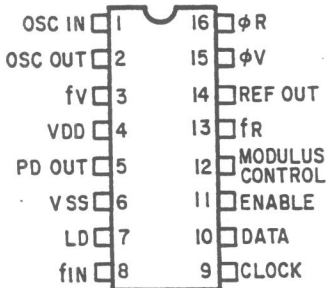 OSC IN 1 16 ϕR
OSC OUT 2 15 ϕV
fV 3 14 REF OUT
VDD 4 13 fR
PD OUT 5 12 MODULUS CONTROL
VSS 6 11 ENABLE
LD 7 10 DATA
fIN 8 9 CLOCK